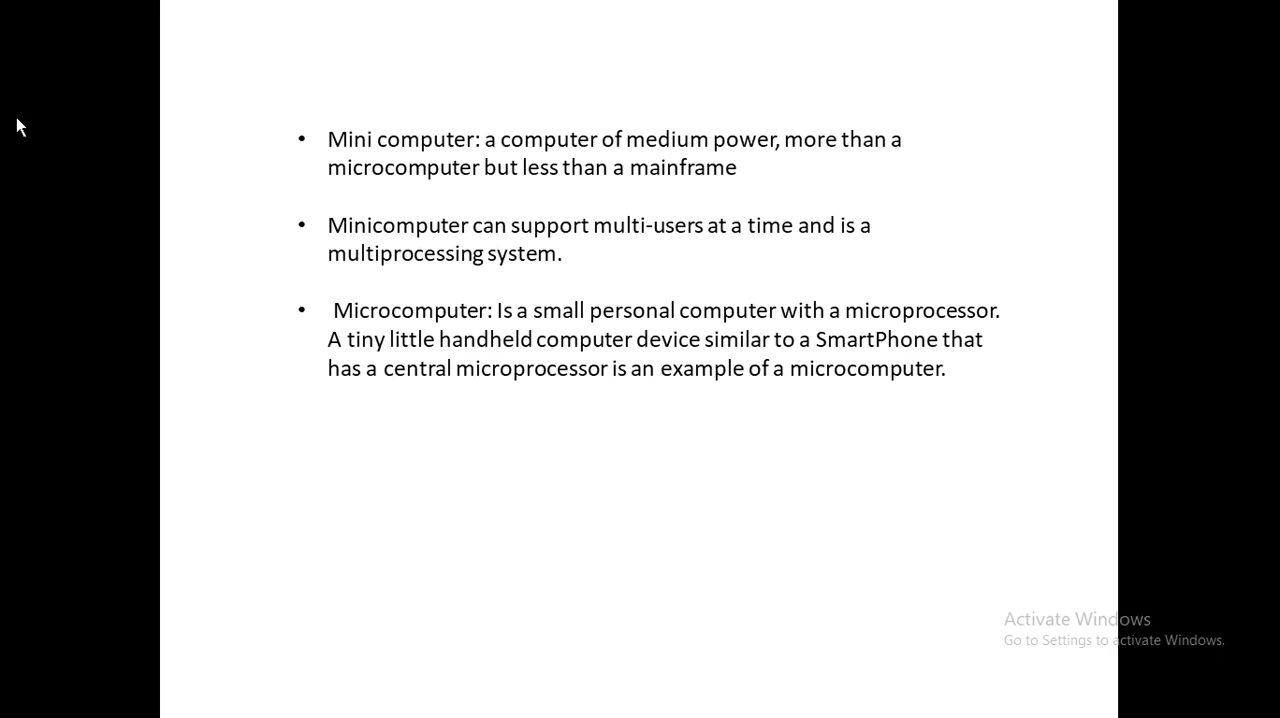 • Mini computer: a computer of medium power, more than a
microcomputer but less than a mainframe
• Minicomputer can support multi-users at a time and is a
multiprocessing system.
• Microcomputer: Is a small personal computer with a microprocessor.
A tiny little handheld computer device similar to a SmartPhone that
has a central microprocessor is an example of a microcomputer.
Activate Windows
Go to Settings to activate Windows.